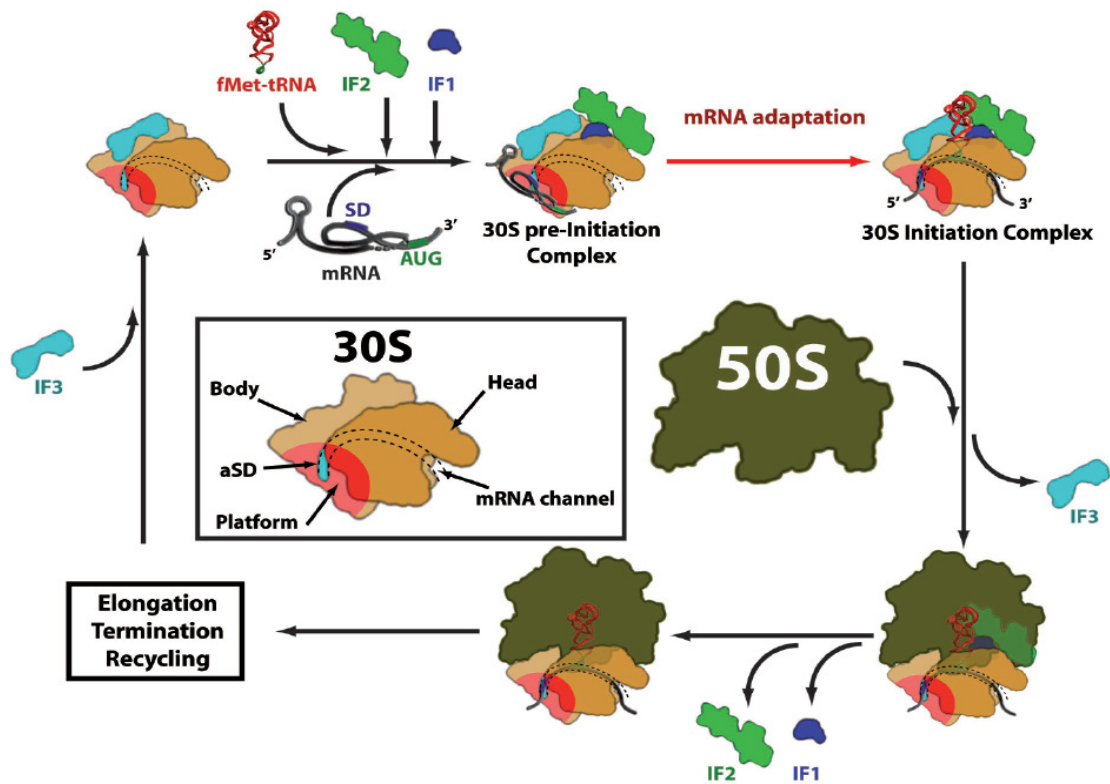 fMet-tRNA
IF2
IF1
mRNA adaptation
SD
3′
5′
AUG
mRNA
30S pre-Initiation
Complex
5′
3′
30S Initiation Complex
IF3
30S
Body
Head
aSD
mRNA channel
Platform
50S
IF3
Elongation
Termination
Recycling
IF2
IF1